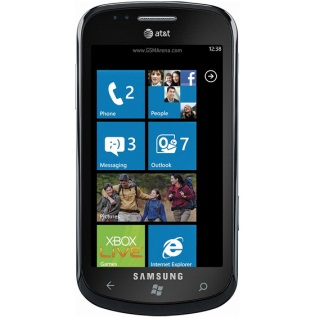 at&t
www.GSMArena.com
12:38
2
Phone
People
3
Messaging
7
Outlook
Pictures
XBOX
LIVE
Games
Internet Explorer
SAMSUNG